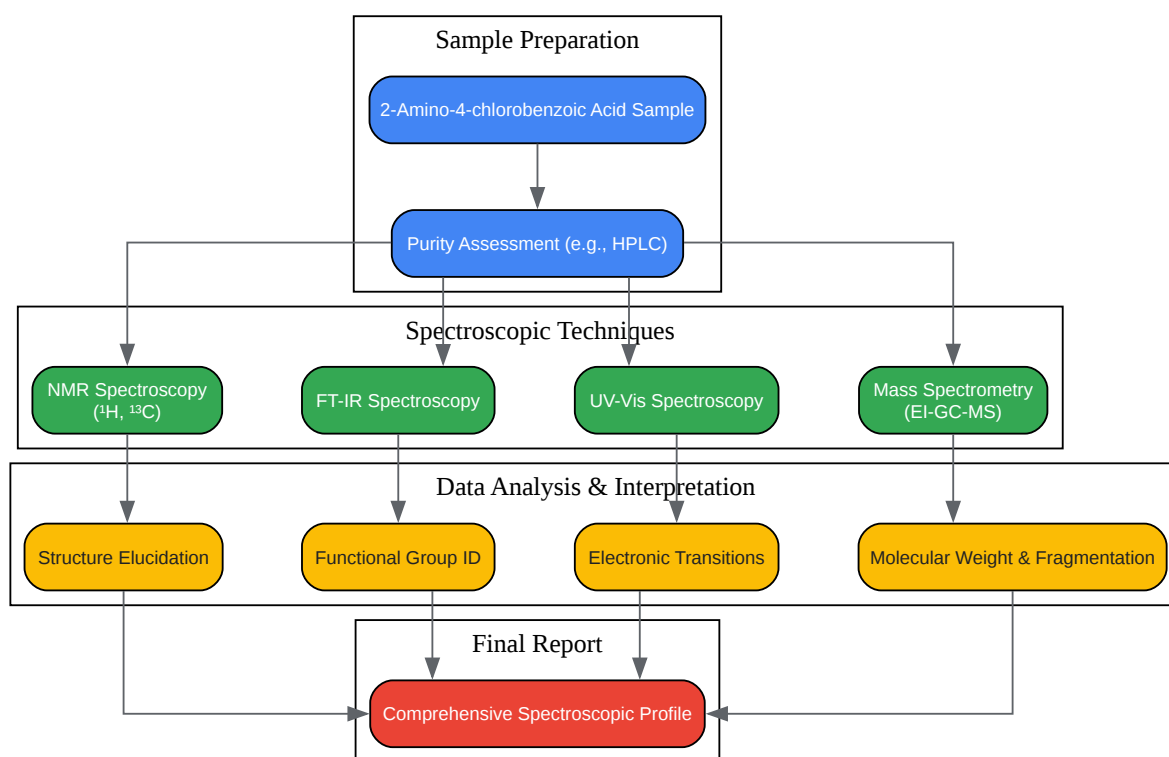 Sample Preparation
2-Amino-4-chlorobenzoic Acid Sample
Purity Assessment (e.g., HPLC)
Spectroscopic Techniques
NMR Spectroscopy
(¹H, ¹³C)
FT-IR Spectroscopy
UV-Vis Spectroscopy
Mass Spectrometry
(EI-GC-MS)
Data Analysis & Interpretation
Structure Elucidation
Functional Group ID
Electronic Transitions
Molecular Weight & Fragmentation
Final Report
Comprehensive Spectroscopic Profile